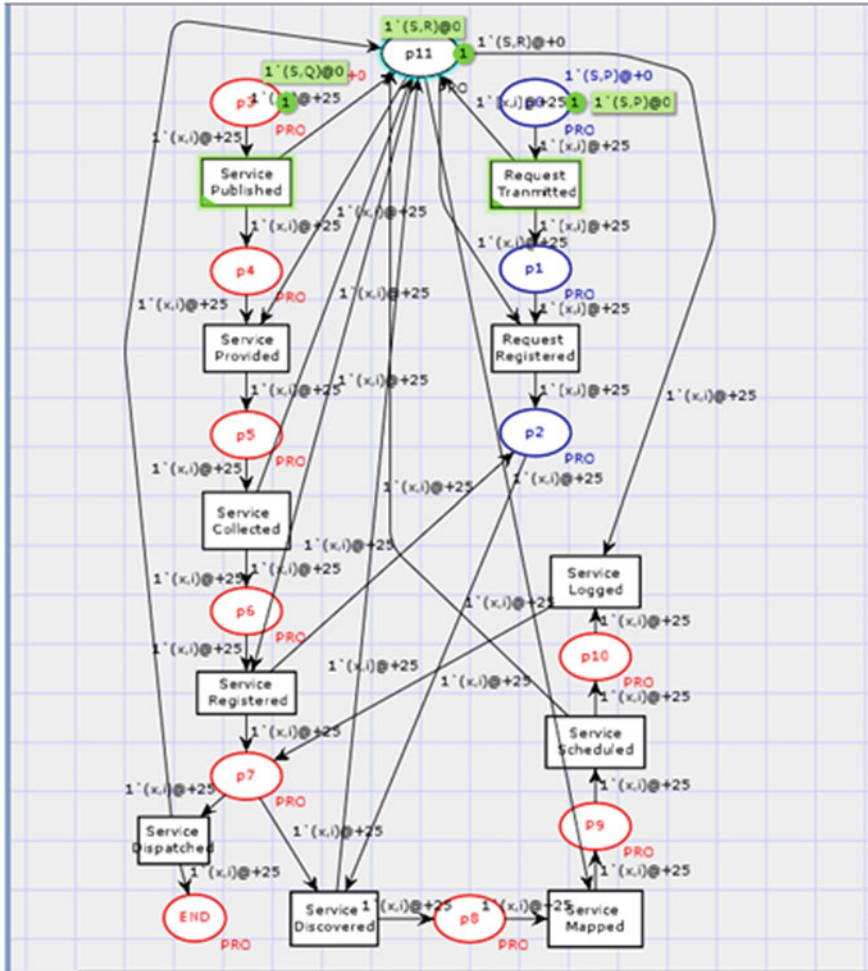 1`(S,R)@0
p11
1
1`(S,R)@+0
PRO
1`(S,Q)@0
+0
p3
1
@+25
PRO
1`(S,P)@+0
1`(x,i)@+25
1
1`(S,P)@0
PRO
1`(x,i)@+25
1`(x,i)@+25
Service
Published
Request
Tranmitted
1`(x,i)@+25
1`(x,i)@+25
1`(x,i)@+25
1`(x,i)@+25
p4
PRO
p1
PRO
1`(x,i)@+25
1`(x,i)@+25
1`(x,i)@+25
Service
Provided
Request
Registered
1`(x,i)@+25
1`(x,i)@+25
1`(x,i)@+25
1`(x,i)@+25
p5
PRO
p2
PRO
1`(x,i)@+25
1`(x,i)@+25
1`(x,i)@+25
Service
Collected
1`(x,i)@+25
1`(x,i)@+25
1`(x,i)@+25
Service
Logged
p6
PRO
1`(x,i)@+25
1`(x,i)@+25
1`(x,i)@+25
p10
PRO
1`(x,i)@+25
1`(x,i)@+25
1`(x,i)@+25
Service
Registered
1`(x,i)@+25
Service
Scheduled
p7
PRO
1`(x,i)@+25
1`(x,i)@+25
p9
PRO
Service
Dispatched
1`(x,i)@+25
1`(x,i)@+25
1`(x,i)@+25
END
PRO
Service
Discovered
1`(x,i)@+25
p8
PRO
1`(x,i)@+25
Service
Mapped